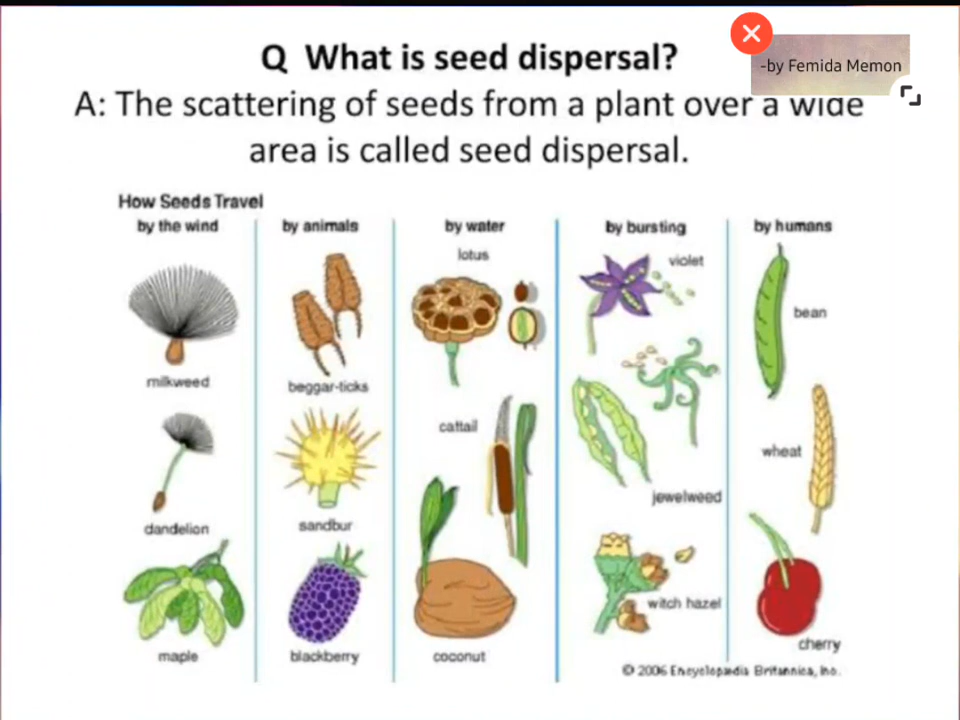 Q What is seed dispersal?
-by Femida Memon
A: The scattering of seeds from a plant over a wide
area is called seed dispersal.
How Seeds Travel
by the wind
by animals
by water
by bursting
by humans
lotus
violet
bean
milkweed
beggar-ticks
cattail
wheat
jewelweed
dandelion
sandbur
witch hazel
cherry
maple
blackberry
coconut
© 2006 Encyclopædia Britannica, Inc.